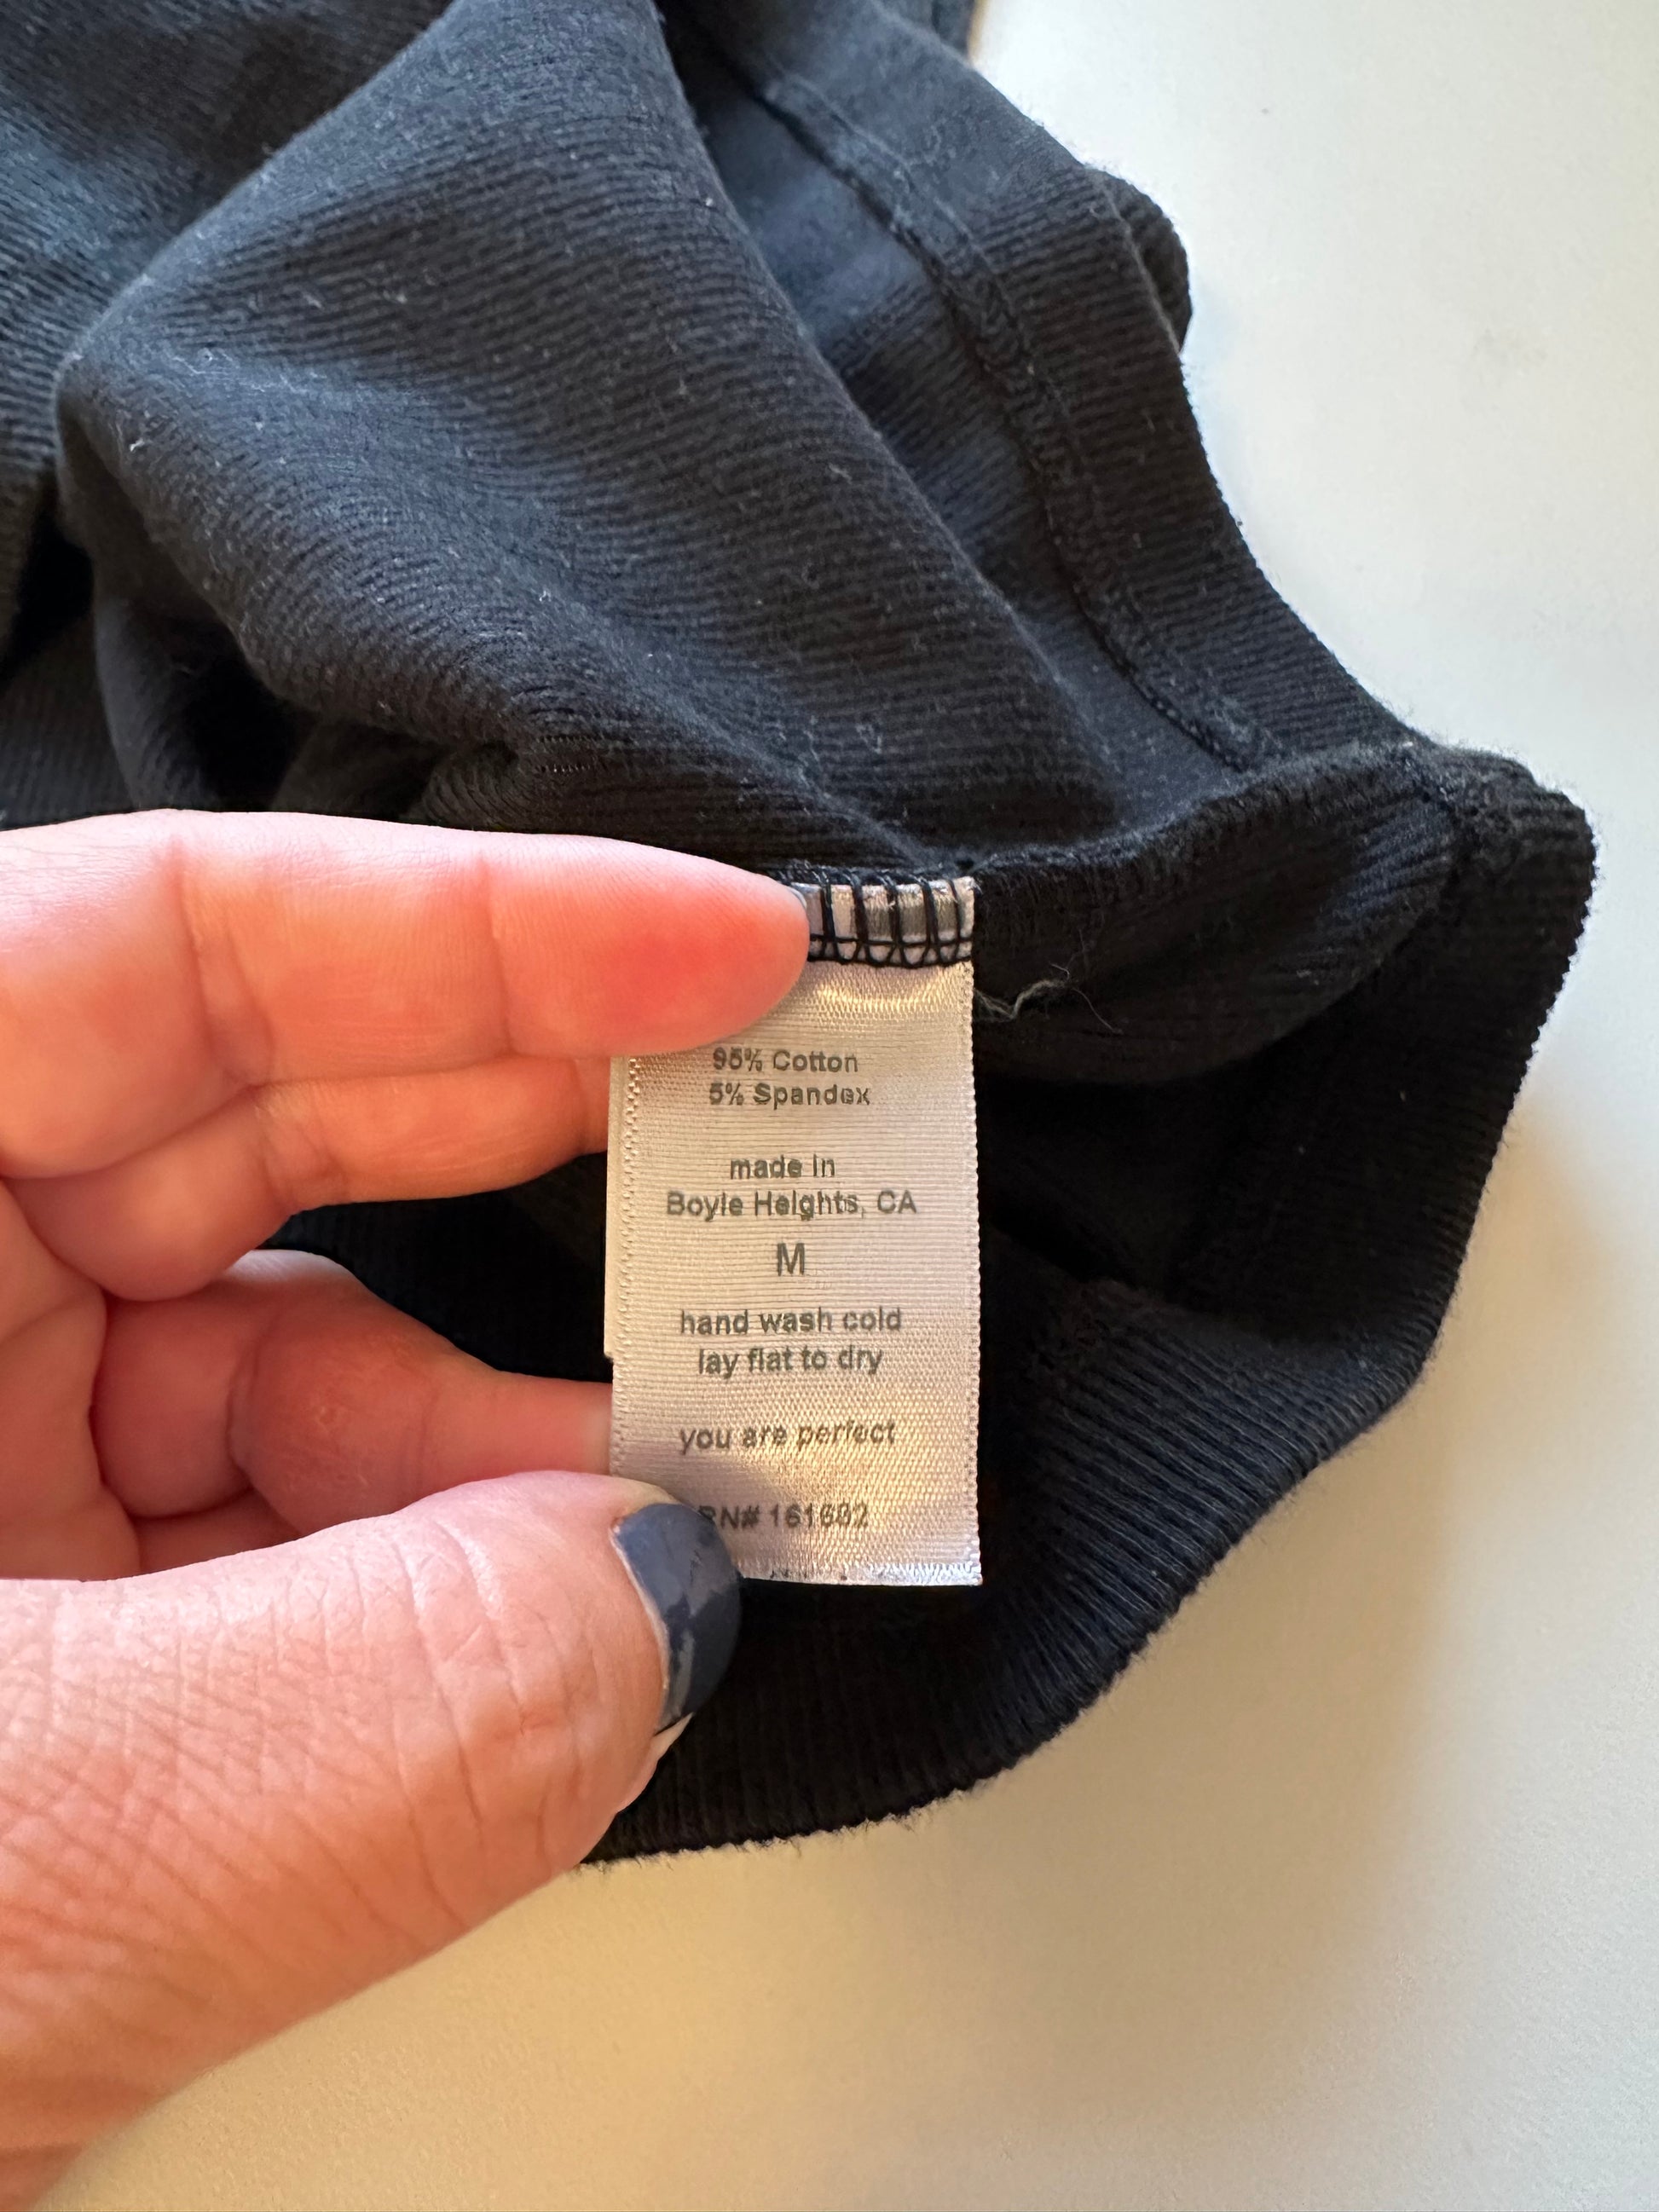 95% Cotton
5% Spandex
made in
Boyle Heights, CA
M
hand wash cold
lay flat to dry
you are perfect
RN#